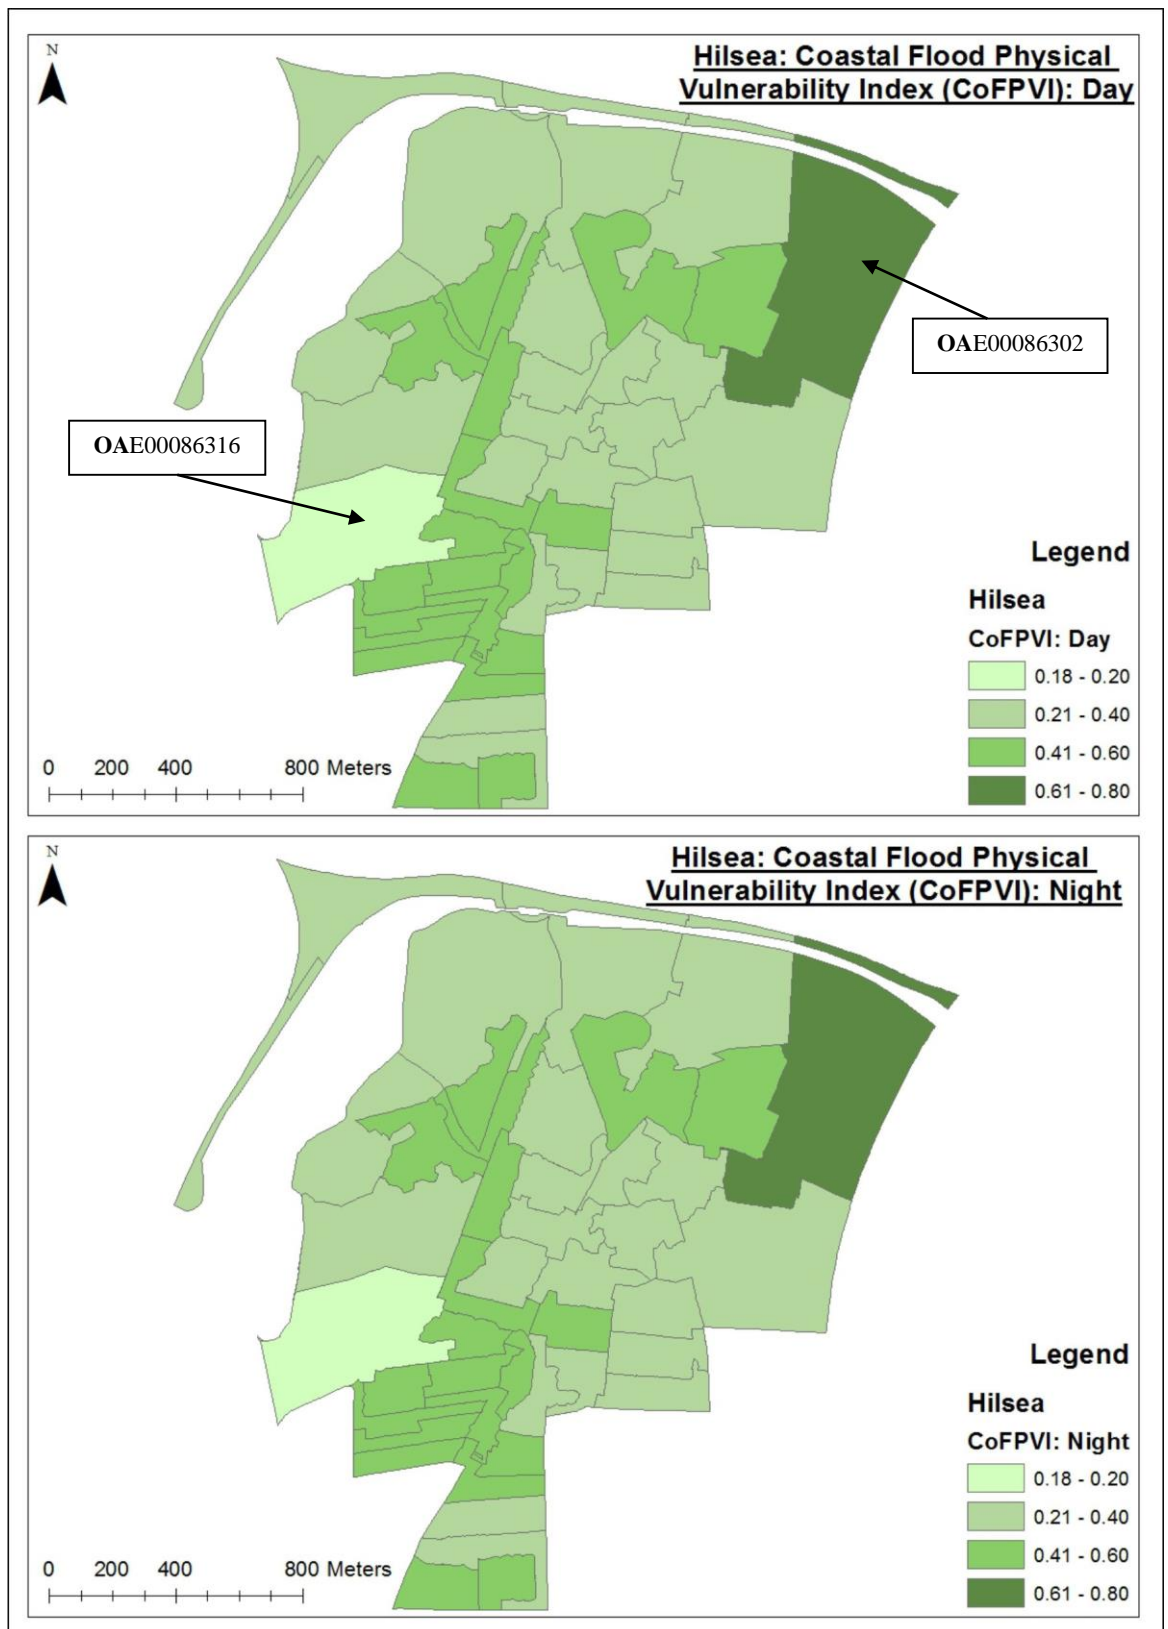 N
Hilsea: Coastal Flood Physical
Vulnerability Index (CoFPVI): Day
OAE00086302
OAE00086316
Legend
Hilsea
CoFPVI: Day
0.18 - 0.20
0.21 - 0.40
0.41 - 0.60
0.61 - 0.80
0 200 400 800 Meters
N
Hilsea: Coastal Flood Physical
Vulnerability Index (CoFPVI): Night
Legend
Hilsea
CoFPVI: Night
0.18 - 0.20
0.21 - 0.40
0.41 - 0.60
0.61 - 0.80
0 200 400 800 Meters